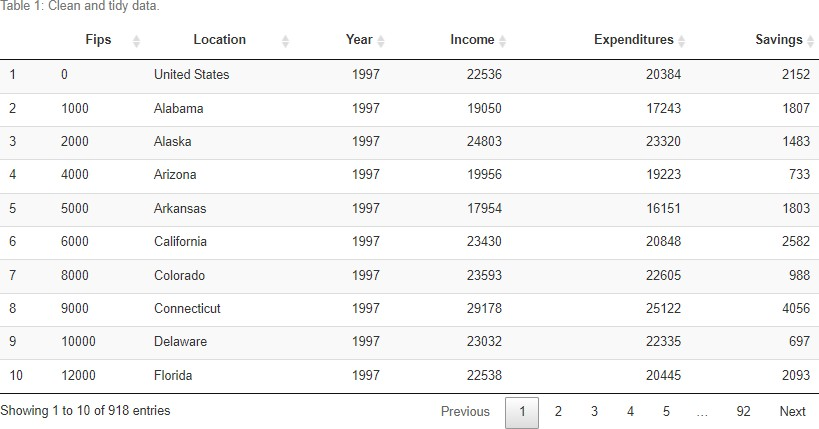 Table 1: Clean and tidy data.
Fips Location Year Income Expenditures Savings
1 0 United States 1997 22536 20384 2152
2 1000 Alabama 1997 19050 17243 1807
3 2000 Alaska 1997 24803 23320 1483
4 4000 Arizona 1997 19956 19223 733
5 5000 Arkansas 1997 17954 16151 1803
6 6000 California 1997 23430 20848 2582
7 8000 Colorado 1997 23593 22605 988
8 9000 Connecticut 1997 29178 25122 4056
9 10000 Delaware 1997 23032 22335 697
10 12000 Florida 1997 22538 20445 2093
Showing 1 to 10 of 918 entries Previous 1 2 3 4 5 … 92 Next